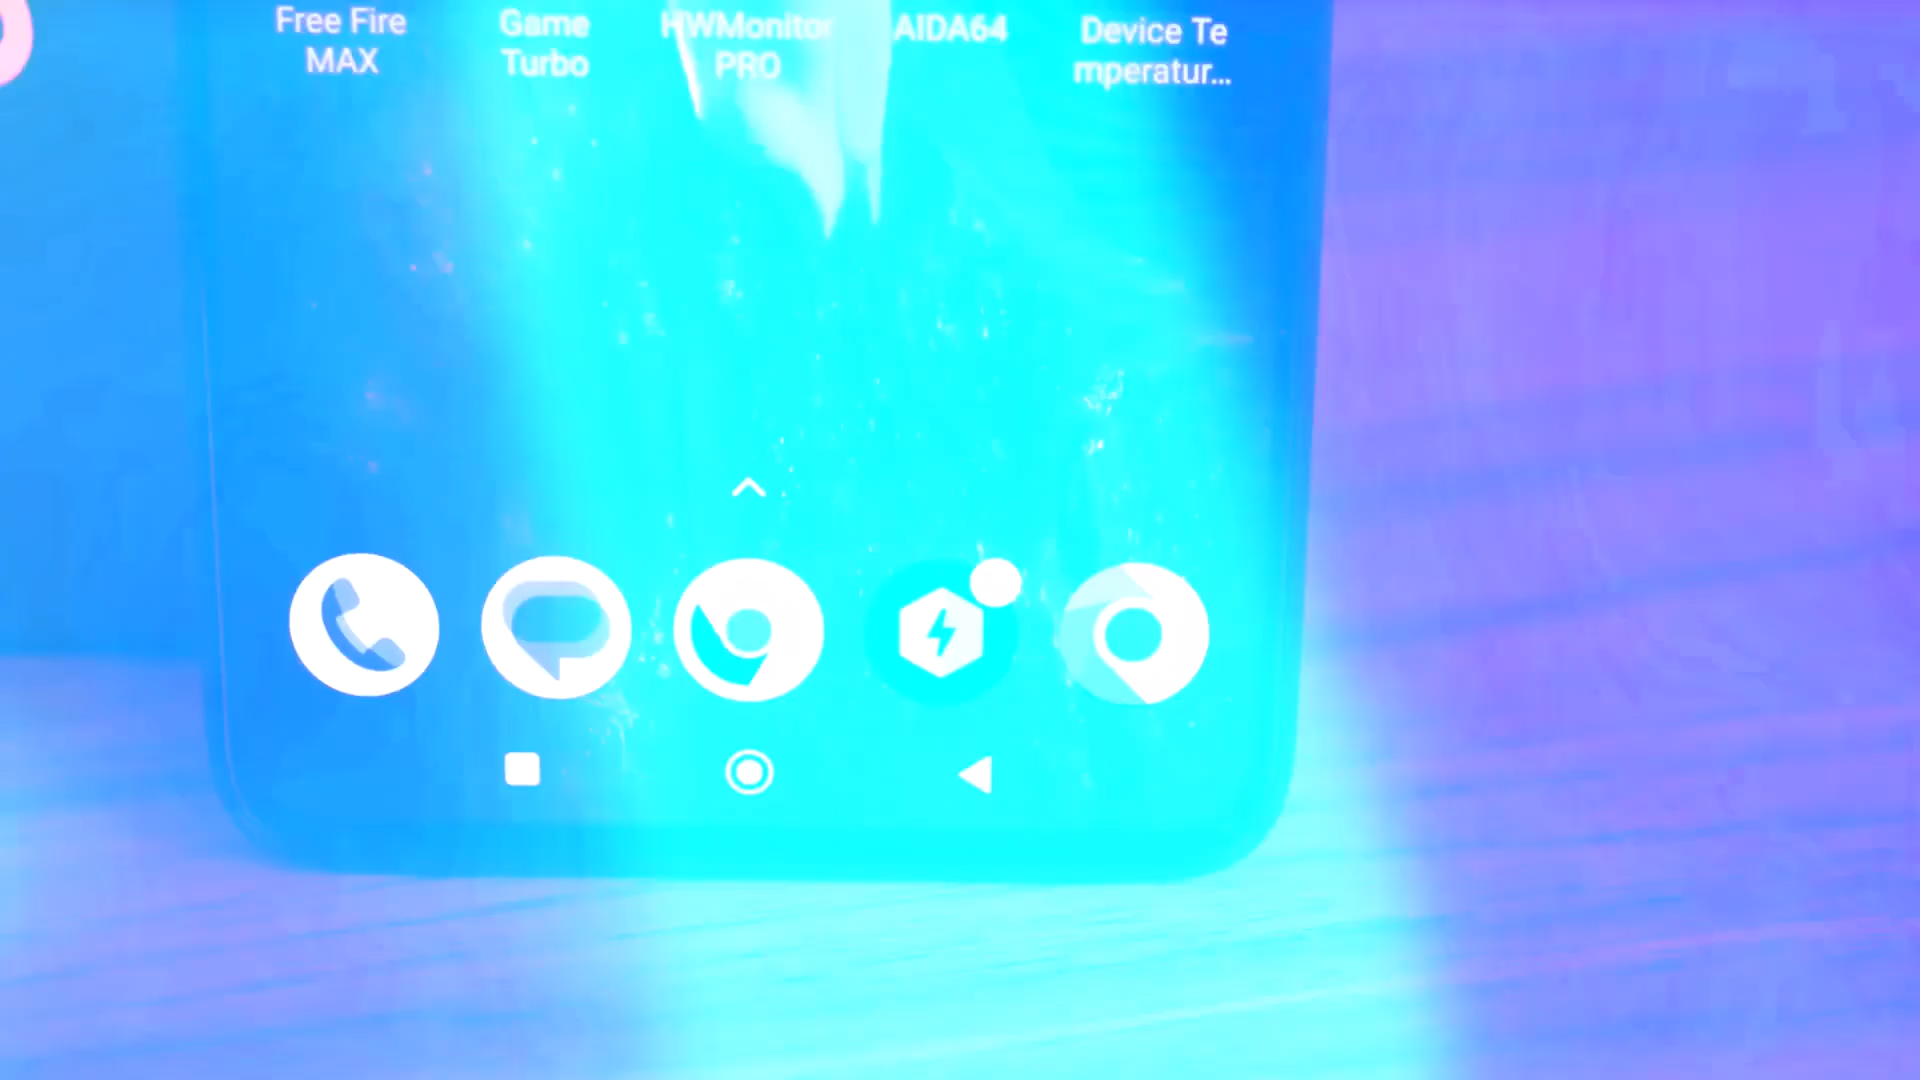 Free Fire
MAX
Game
Turbo
HWMonitor
PRO
AIDA64
Device Te
mperatur...